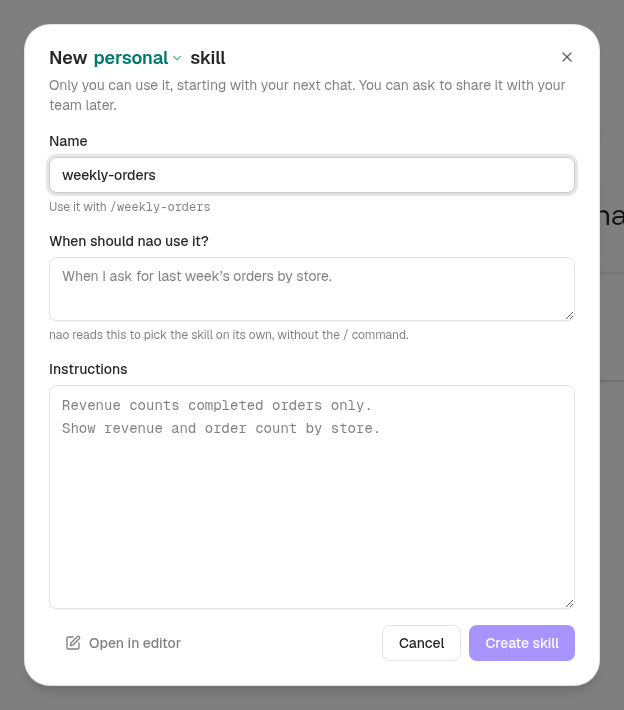 New personal skill
Only you can use it, starting with your next chat. You can ask to share it with your
team later.
Name
weekly-orders
Use it with /weekly-orders
na
When should nao use it?
When I ask for last week's orders by store.
nao reads this to pick the skill on its own, without the / command.
Instructions
Revenue counts completed orders only.
Show revenue and order count by store.
Open in editor
Cancel
Create skill